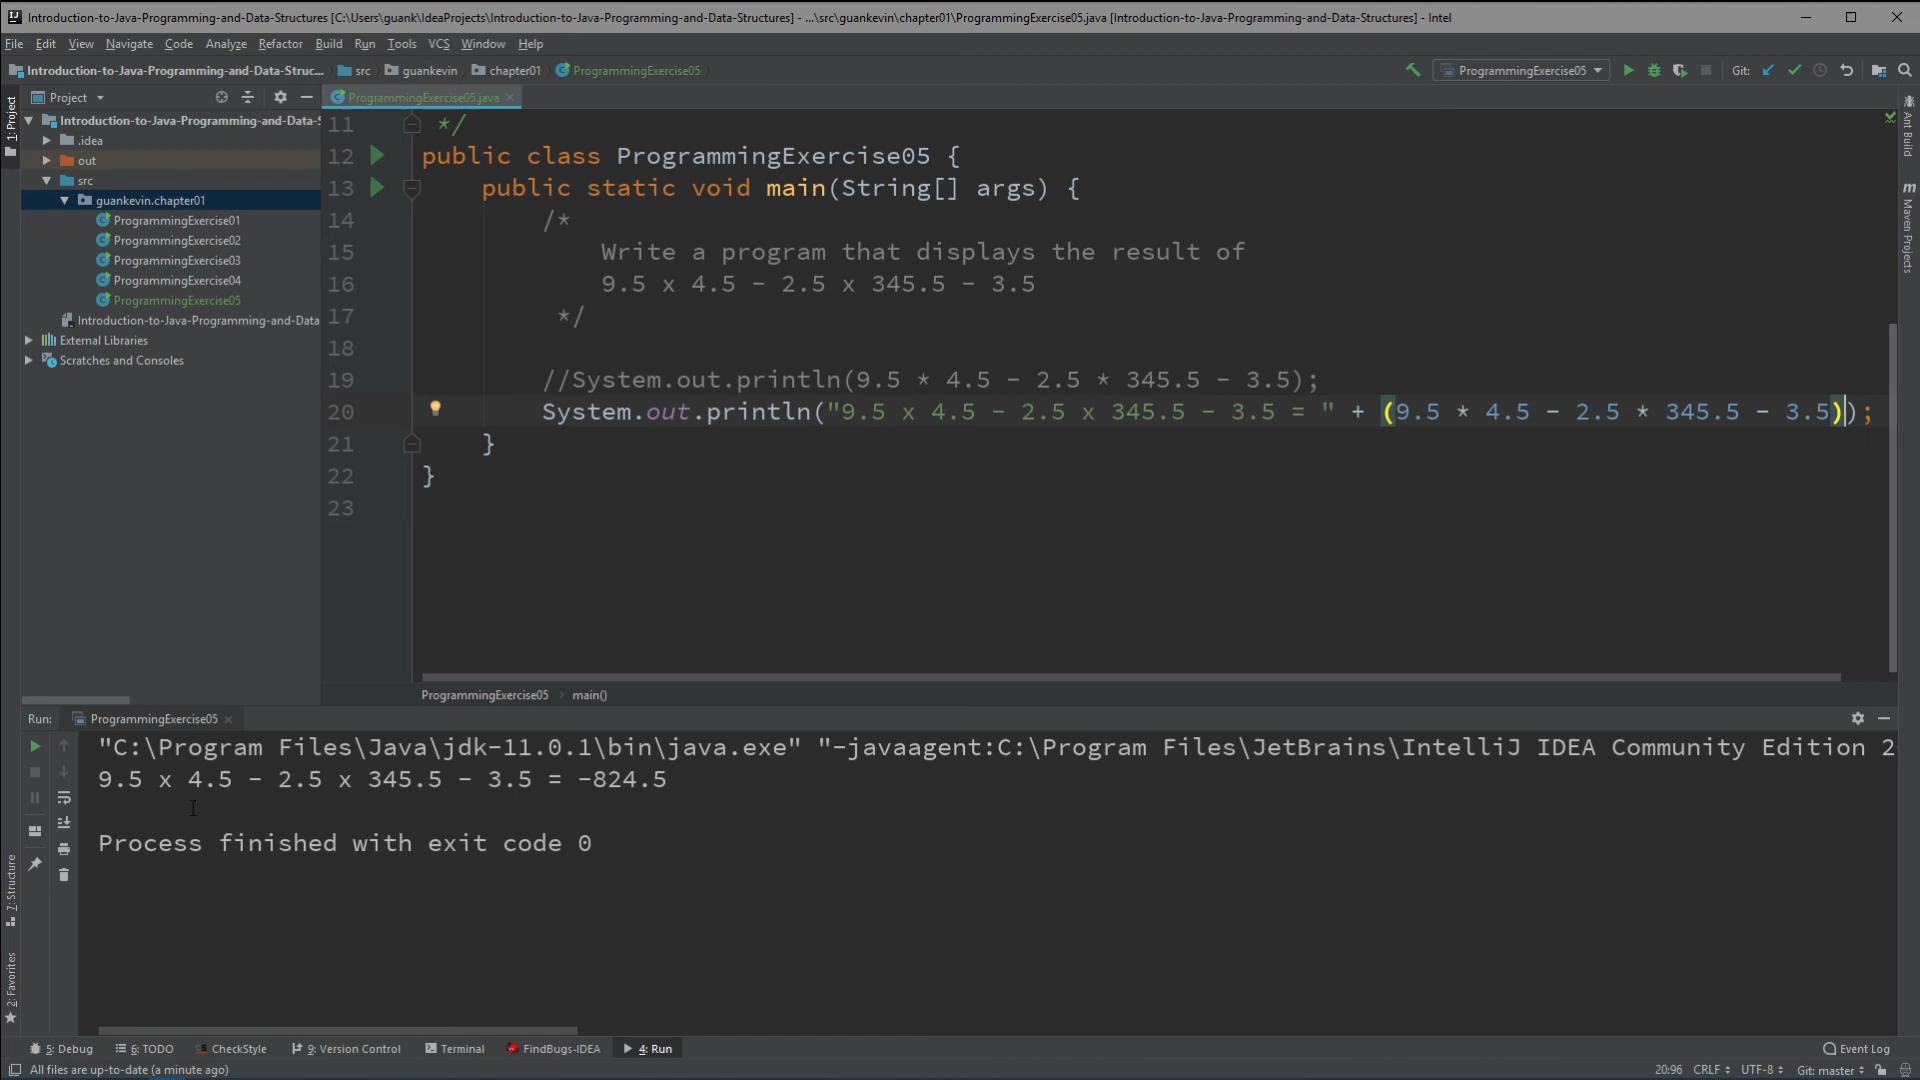 Introduction-to-Java-Programming-and-Data-Structures [C:\Users\guank\IdeaProjects\Introduction-to-Java-Programming-and-Data-Structures] - ...\src\guankevin\chapter01\ProgrammingExercise05.java [Introduction-to-Java-Programming-and-Data-Structures] - Intel
File Edit View Navigate Code Analyze Refactor Build Run Tools VCS Window Help
Introduction-to-Java-Programming-and-Data-Struc... src guankevin chapter01 ProgrammingExercise05 ProgrammingExercise05 Git:
1: Project
Project
ProgrammingExercise05.java
Introduction-to-Java-Programming-and-Data-S
.idea
out
src
guankevin.chapter01
ProgrammingExercise01
ProgrammingExercise02
ProgrammingExercise03
ProgrammingExercise04
ProgrammingExercise05
Introduction-to-Java-Programming-and-Data
External Libraries
Scratches and Consoles
11 */
12 public class ProgrammingExercise05 {
13 public static void main(String[] args) {
14 /*
15 Write a program that displays the result of
16 9.5 x 4.5 - 2.5 x 345.5 - 3.5
17 */
18
19 //System.out.println(9.5 * 4.5 - 2.5 * 345.5 - 3.5);
20 System.out.println("9.5 x 4.5 - 2.5 x 345.5 - 3.5 = " + (9.5 * 4.5 - 2.5 * 345.5 - 3.5));
21 }
22 }
23
Ant Build
Maven Projects
ProgrammingExercise05 main()
Run: ProgrammingExercise05
"C:\Program Files\Java\jdk-11.0.1\bin\java.exe" "-javaagent:C:\Program Files\JetBrains\IntelliJ IDEA Community Edition 2
9.5 x 4.5 - 2.5 x 345.5 - 3.5 = -824.5
Process finished with exit code 0
7: Structure
2: Favorites
5: Debug 6: TODO CheckStyle 9: Version Control Terminal FindBugs-IDEA 4: Run Event Log
All files are up-to-date (a minute ago) 20:96 CRLF UTF-8 Git: master